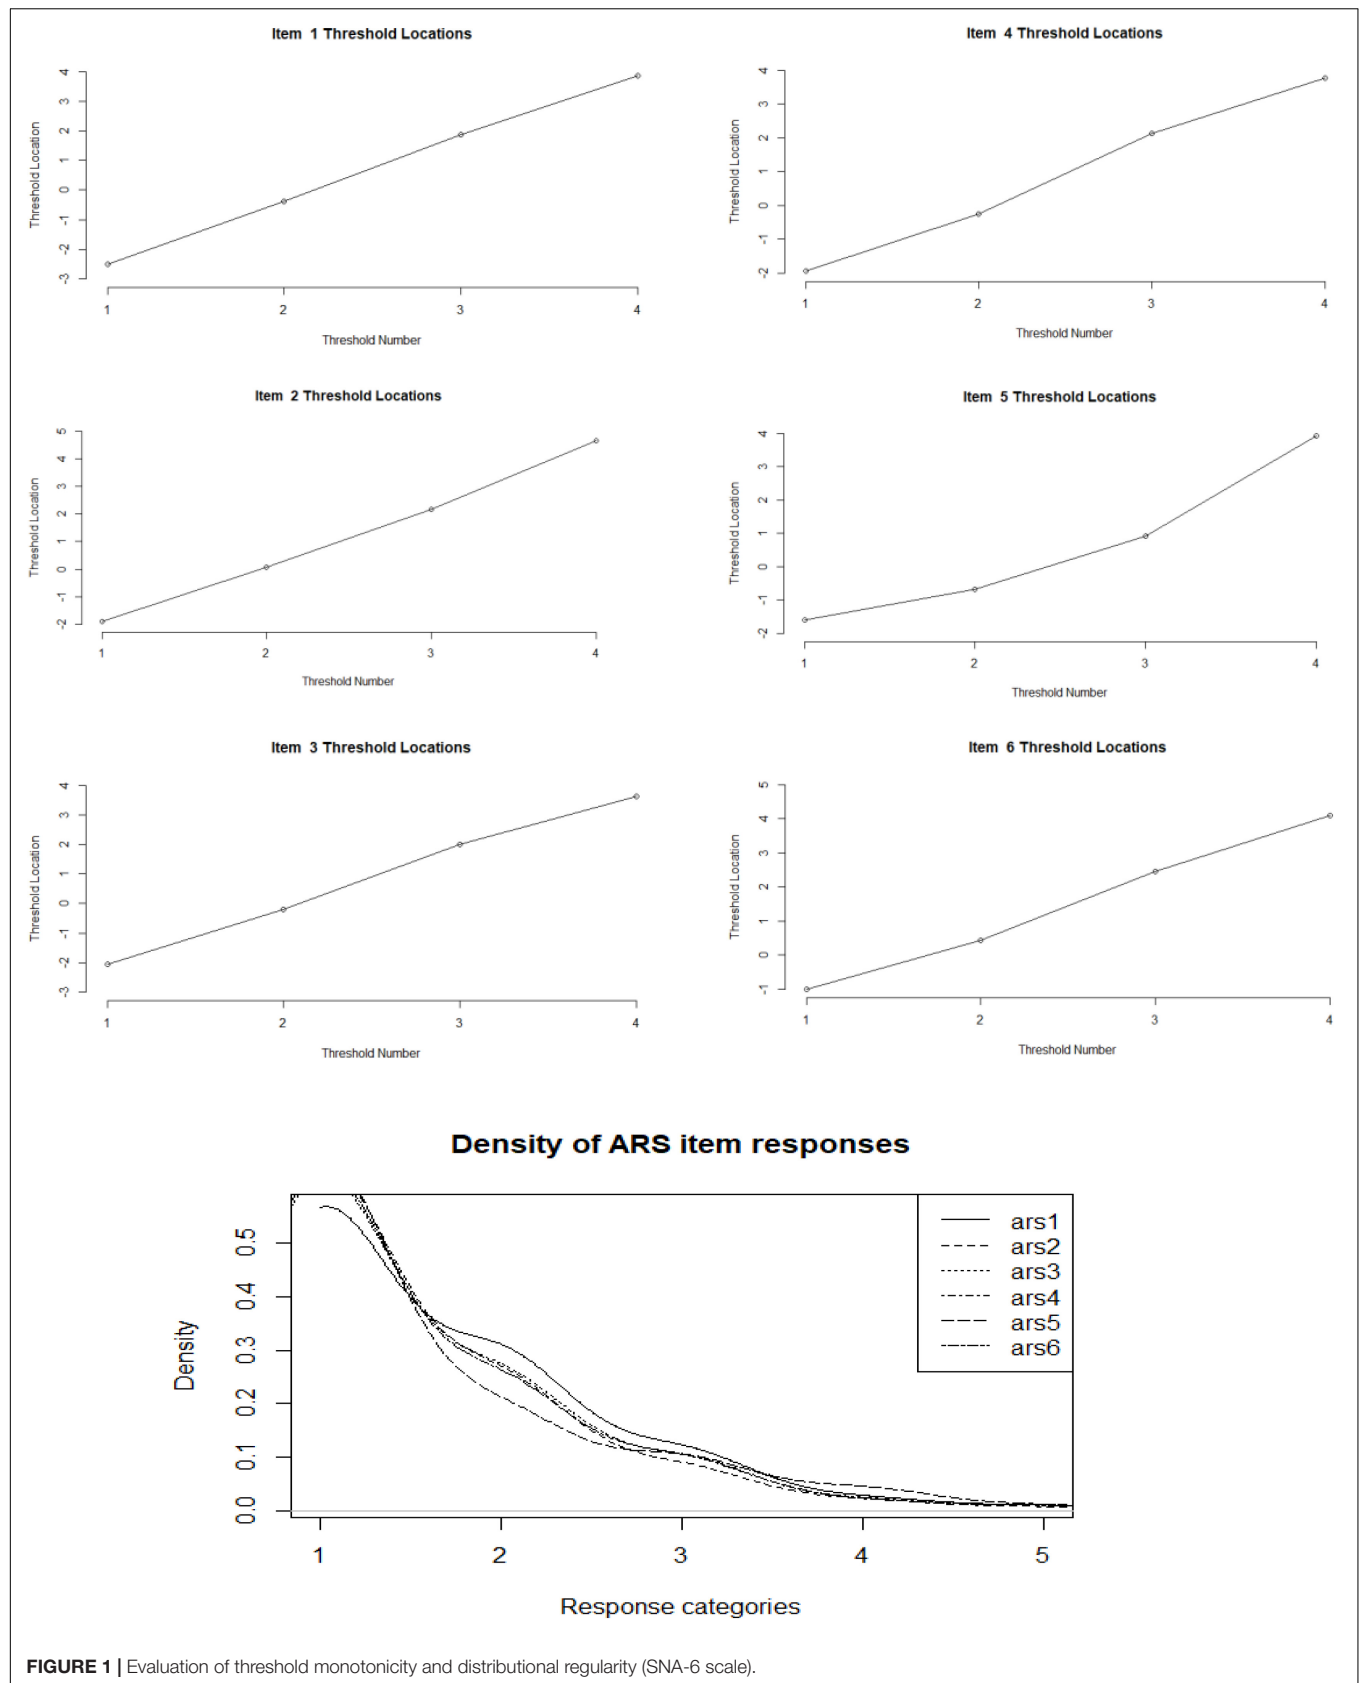 Item 1 Threshold Locations
Threshold Location
4
3
2
1
0
-1
-2
-3
1 2 3 4
Threshold Number
Item 4 Threshold Locations
Threshold Location
4
3
2
1
0
-1
-2
1 2 3 4
Threshold Number
Item 2 Threshold Locations
Threshold Location
5
4
3
2
1
0
-1
-2
1 2 3 4
Threshold Number
Item 5 Threshold Locations
Threshold Location
4
3
2
1
0
-1
-2
1 2 3 4
Threshold Number
Item 3 Threshold Locations
Threshold Location
4
3
2
1
0
-1
-2
-3
1 2 3 4
Threshold Number
Item 6 Threshold Locations
Threshold Location
5
4
3
2
1
0
-1
1 2 3 4
Threshold Number
Density of ARS item responses
Density
0.5
0.4
0.3
0.2
0.1
0.0
ars1
ars2
ars3
ars4
ars5
ars6
1 2 3 4 5
Response categories
FIGURE 1 | Evaluation of threshold monotonicity and distributional regularity (SNA-6 scale).